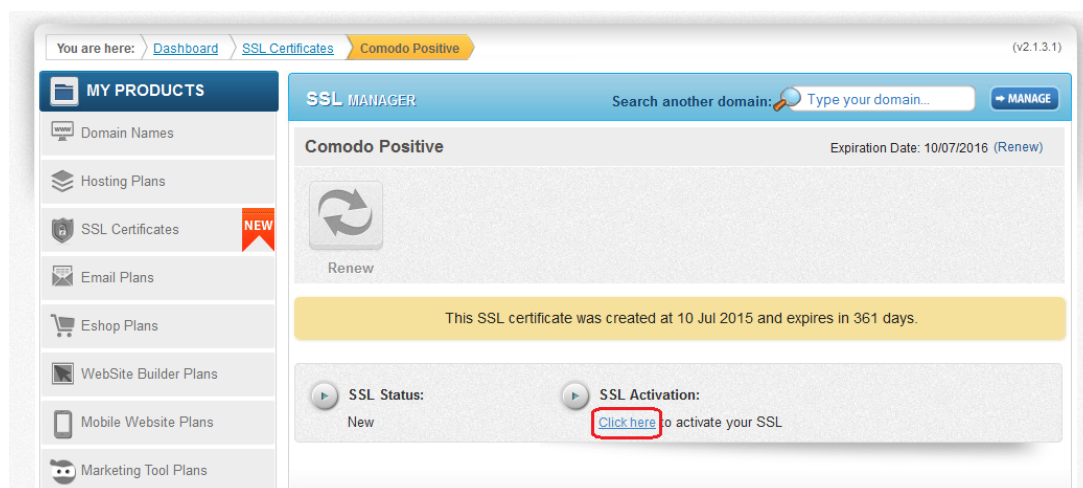 You are here: Dashboard SSL Certificates Comodo Positive (v2.1.3.1)
MY PRODUCTS
Domain Names
Hosting Plans
SSL Certificates NEW
Email Plans
Eshop Plans
WebSite Builder Plans
Mobile Website Plans
Marketing Tool Plans
SSL MANAGER Search another domain: Type your domain... MANAGE
Comodo Positive Expiration Date: 10/07/2016 (Renew)
Renew
This SSL certificate was created at 10 Jul 2015 and expires in 361 days.
SSL Status:
New
SSL Activation:
Click here to activate your SSL